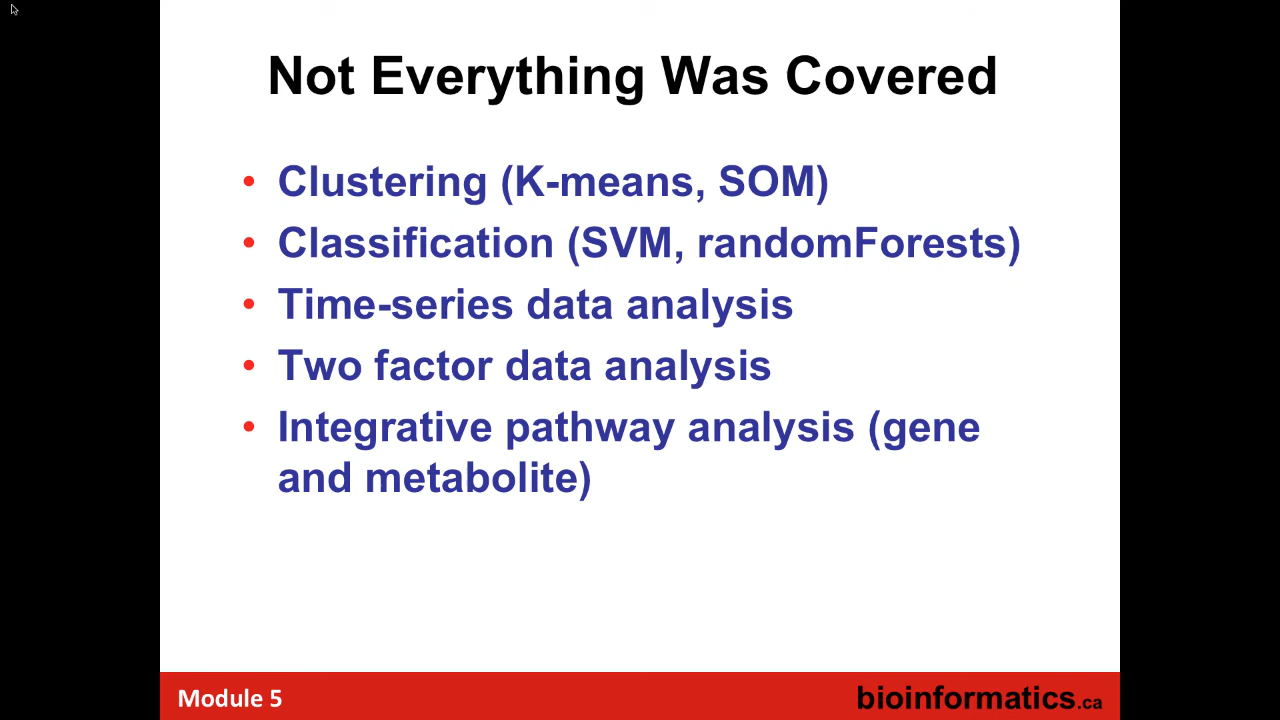 Not Everything Was Covered
• Clustering (K-means, SOM)
• Classification (SVM, randomForests)
• Time-series data analysis
• Two factor data analysis
• Integrative pathway analysis (gene
and metabolite)
Module 5
bioinformatics.ca